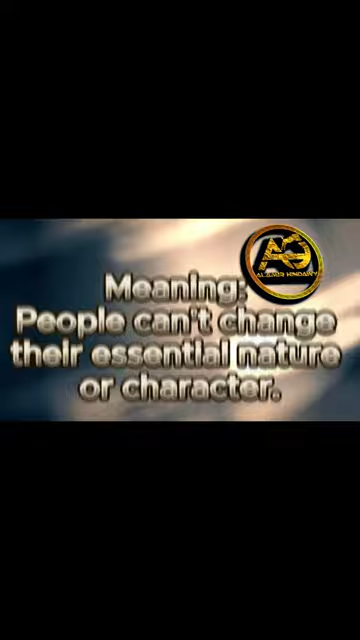 Meaning:
People can't change
their essential nature
or character.